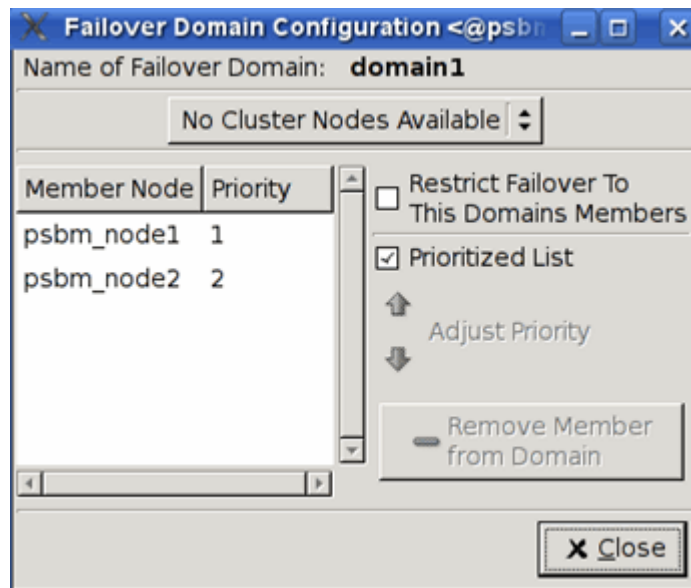 Failover Domain Configuration <@psbm
Name of Failover Domain: domain1
No Cluster Nodes Available
Member Node Priority
psbm_node1 1
psbm_node2 2
Restrict Failover To
This Domains Members
Prioritized List
Adjust Priority
Remove Member
from Domain
Close